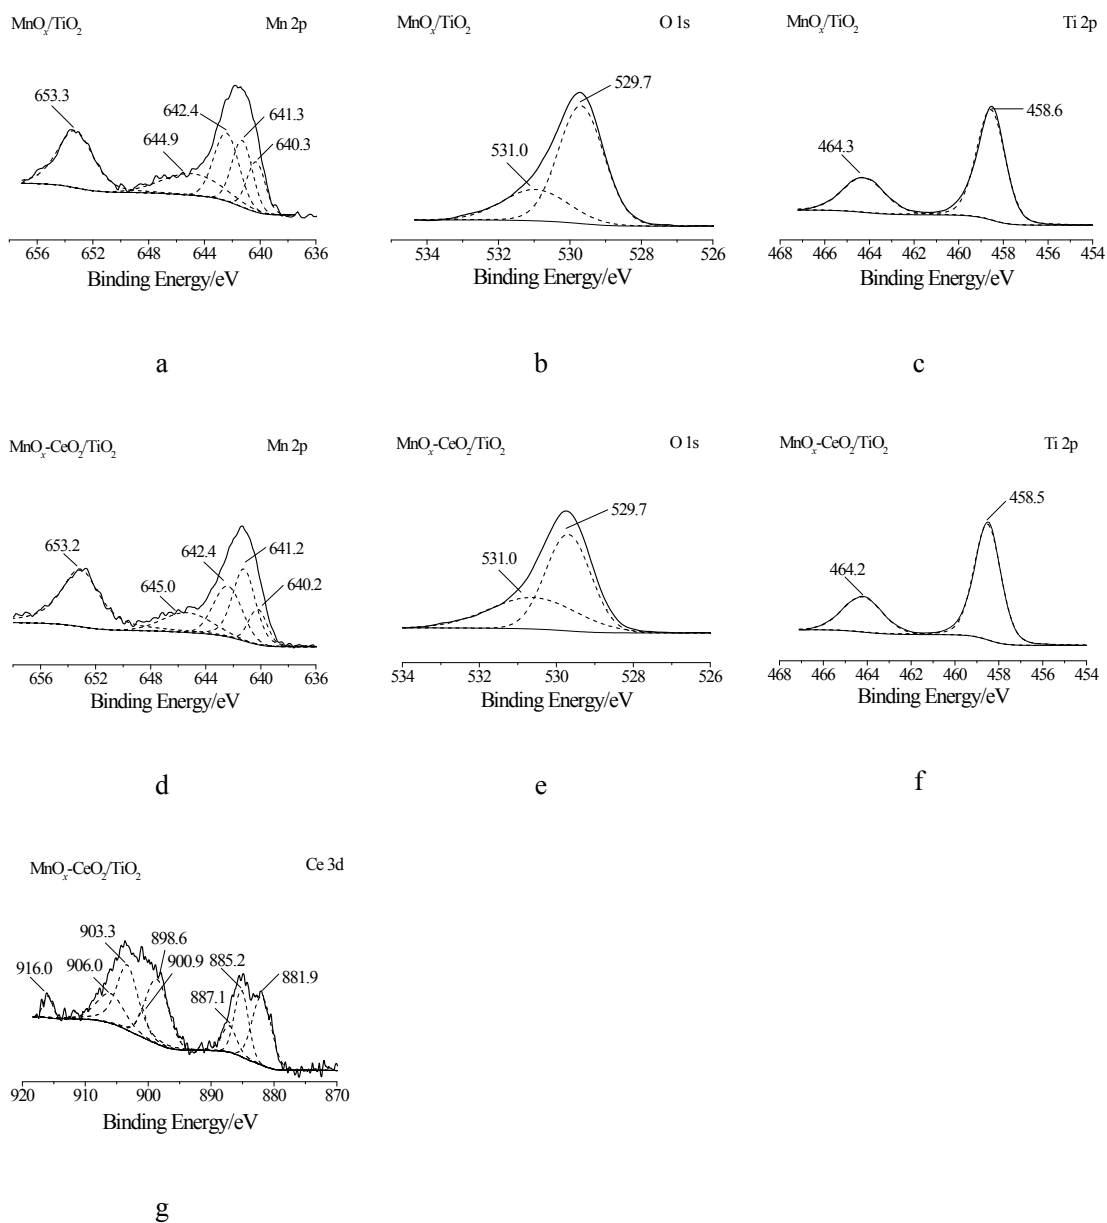 MnOₓ/TiO₂ Mn 2p
653.3
642.4
644.9
641.3
640.3
656 652 648 644 640 636
Binding Energy/eV
a
MnOₓ/TiO₂ O 1s
529.7
531.0
534 532 530 528 526
Binding Energy/eV
b
MnOₓ/TiO₂ Ti 2p
458.6
464.3
468 466 464 462 460 458 456 454
Binding Energy/eV
c
MnOₓ-CeO₂/TiO₂ Mn 2p
653.2
645.0
642.4
641.2
640.2
656 652 648 644 640 636
Binding Energy/eV
d
MnOₓ-CeO₂/TiO₂ O 1s
529.7
531.0
534 532 530 528 526
Binding Energy/eV
e
MnOₓ-CeO₂/TiO₂ Ti 2p
458.5
464.2
468 466 464 462 460 458 456 454
Binding Energy/eV
f
MnOₓ-CeO₂/TiO₂ Ce 3d
916.0
906.0
903.3
898.6
900.9
887.1
885.2
881.9
920 910 900 890 880 870
Binding Energy/eV
g